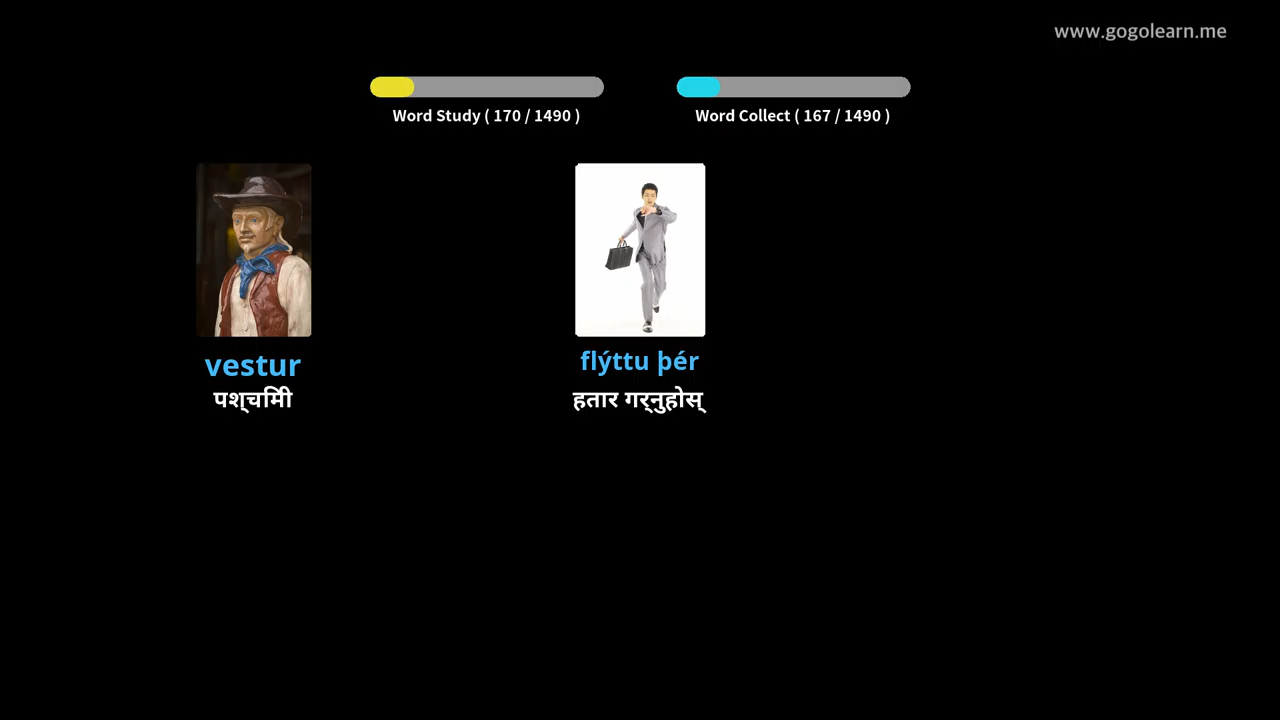 www.gogolearn.me
Word Study ( 170 / 1490 )
Word Collect ( 167 / 1490 )
vestur
पश्चिमी
flýttu þér
हतार गर्नुहोस्